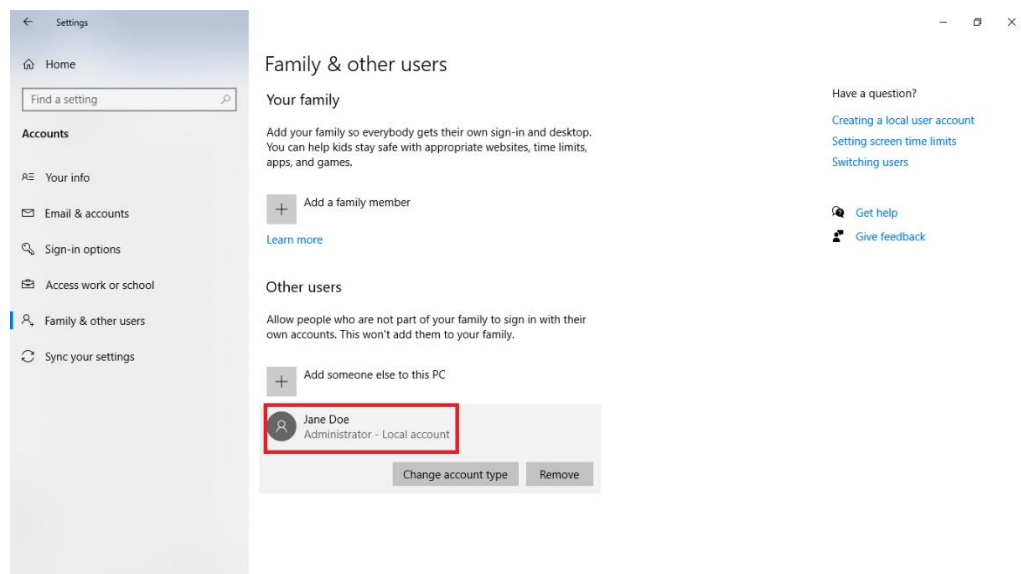 Settings
Home
Find a setting
Accounts
Your info
Email & accounts
Sign-in options
Access work or school
Family & other users
Sync your settings
Family & other users
Your family
Add your family so everybody gets their own sign-in and desktop.
You can help kids stay safe with appropriate websites, time limits,
apps, and games.
Add a family member
Learn more
Other users
Allow people who are not part of your family to sign in with their
own accounts. This won't add them to your family.
Add someone else to this PC
Jane Doe
Administrator - Local account
Change account type
Remove
Have a question?
Creating a local user account
Setting screen time limits
Switching users
Get help
Give feedback